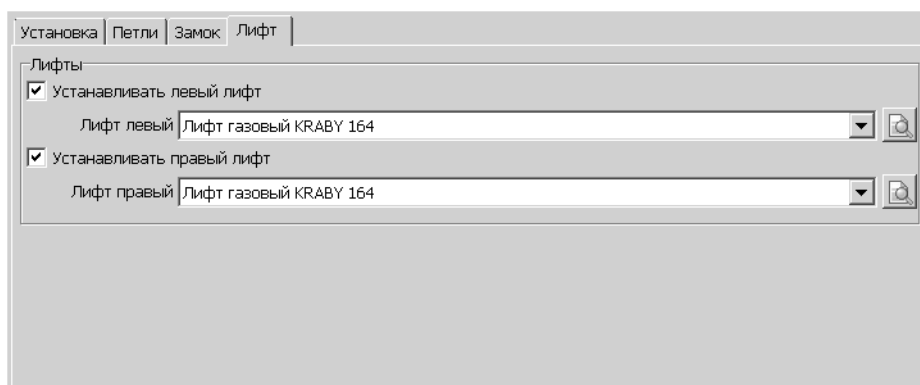 Установка Петли Замок Лифт
Лифты
Устанавливать левый лифт
Лифт левый Лифт газовый KRABY 164
Устанавливать правый лифт
Лифт правый Лифт газовый KRABY 164